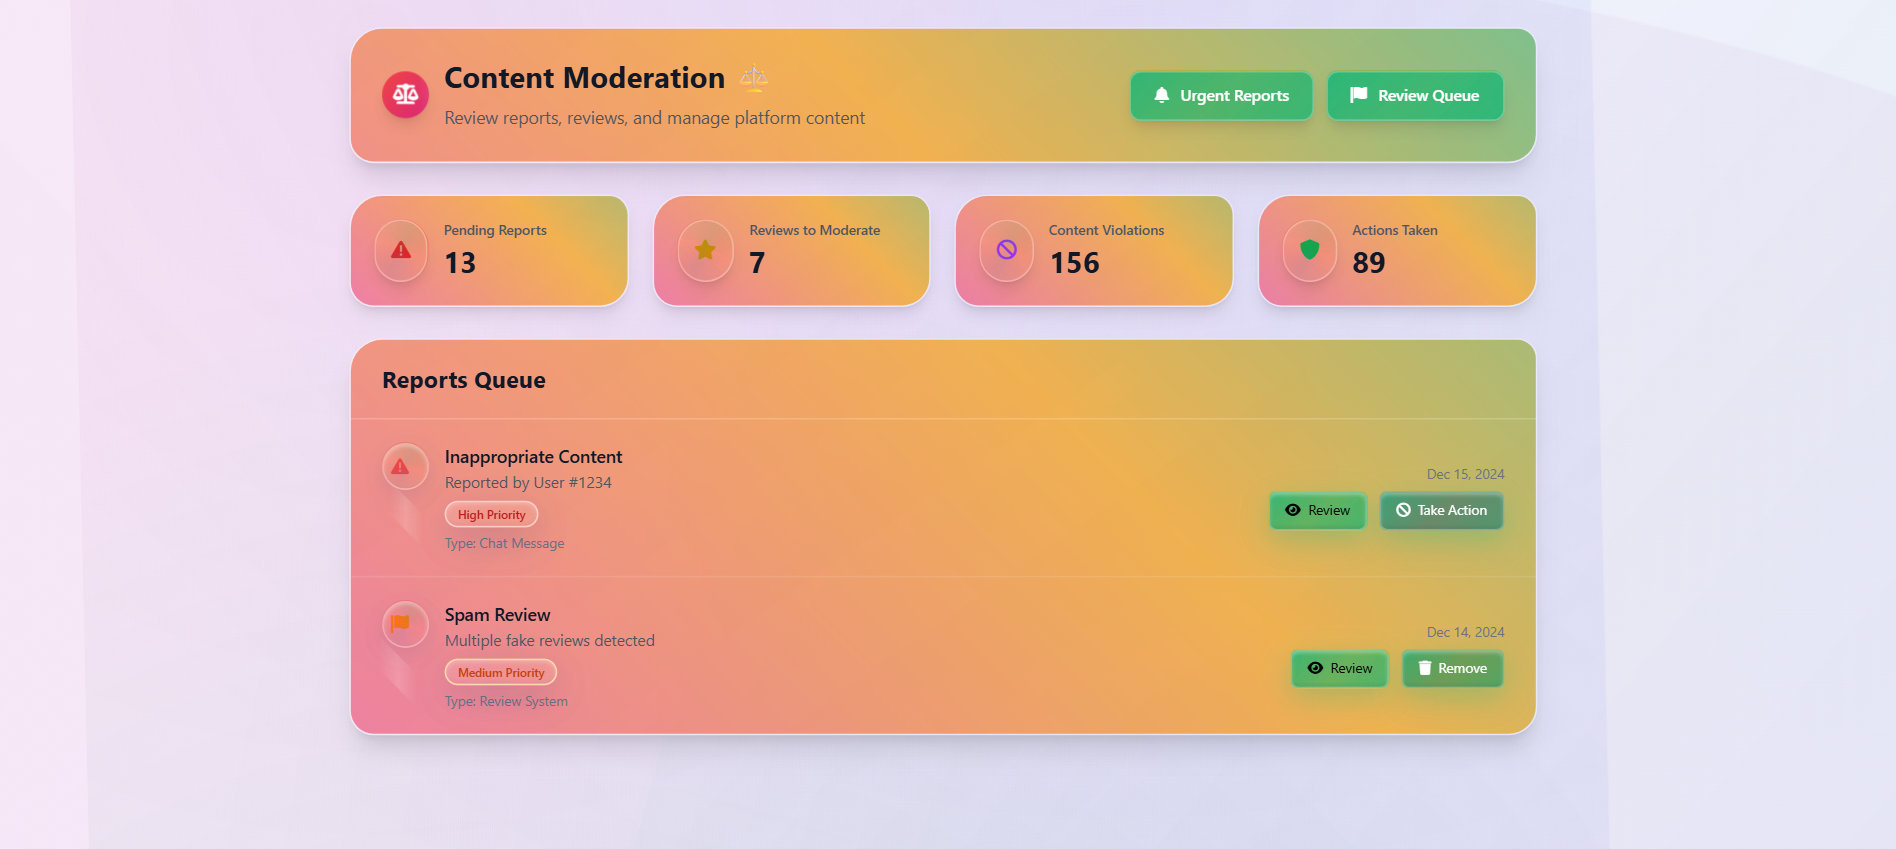 Content Moderation ⚖️
Review reports, reviews, and manage platform content
Urgent Reports
Review Queue
Pending Reports
13
Reviews to Moderate
7
Content Violations
156
Actions Taken
89
Reports Queue
Inappropriate Content
Reported by User #1234
High Priority
Type: Chat Message
Dec 15, 2024
Review
Take Action
Spam Review
Multiple fake reviews detected
Medium Priority
Type: Review System
Dec 14, 2024
Review
Remove